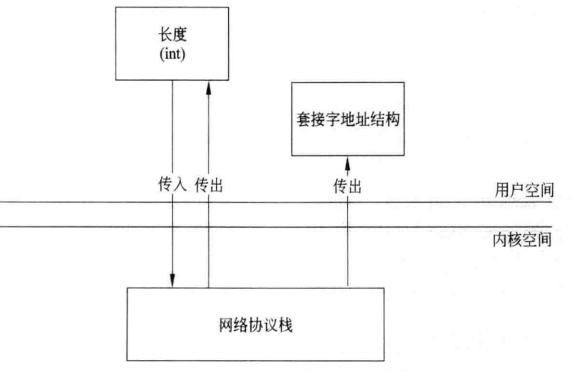 长度
(int)
套接字地址结构
传入 传出
传出
用户空间
内核空间
网络协议栈